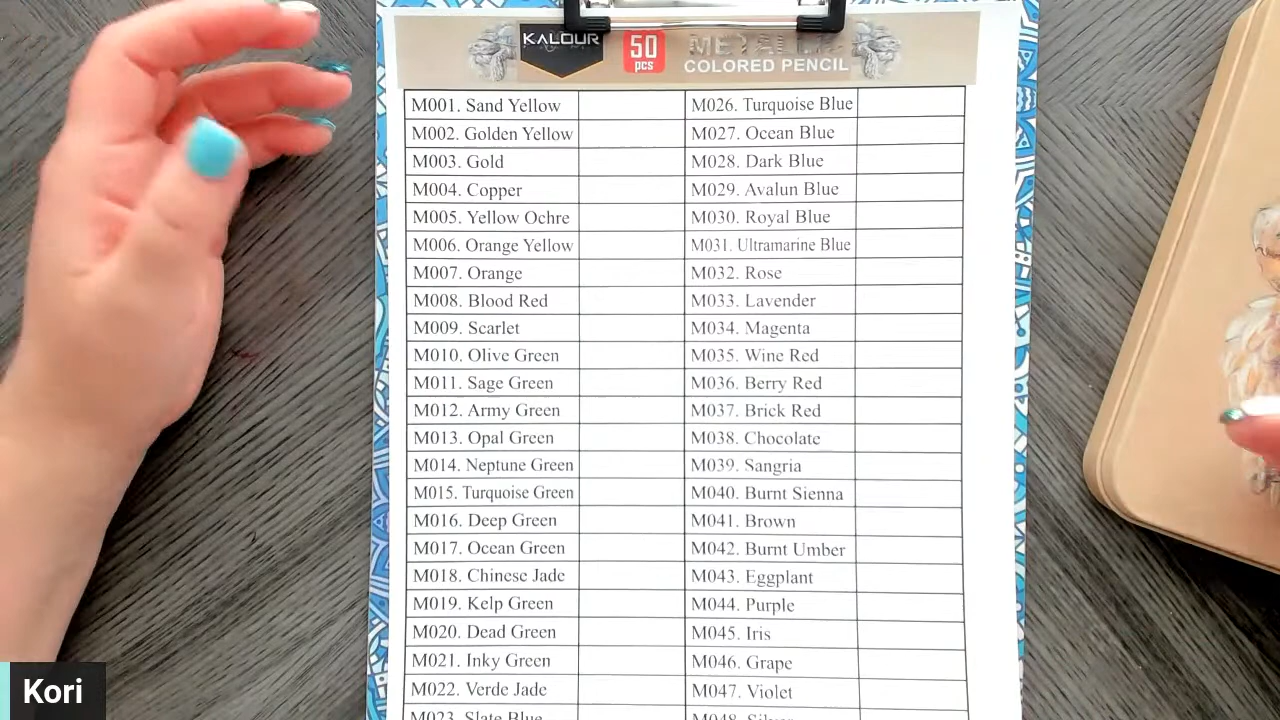 KALOUR
50
pcs
METALLIC
COLORED PENCIL
M001. Sand Yellow
M026. Turquoise Blue
M002. Golden Yellow
M027. Ocean Blue
M003. Gold
M028. Dark Blue
M004. Copper
M029. Avalun Blue
M005. Yellow Ochre
M030. Royal Blue
M006. Orange Yellow
M031. Ultramarine Blue
M007. Orange
M032. Rose
M008. Blood Red
M033. Lavender
M009. Scarlet
M034. Magenta
M010. Olive Green
M035. Wine Red
M011. Sage Green
M036. Berry Red
M012. Army Green
M037. Brick Red
M013. Opal Green
M038. Chocolate
M014. Neptune Green
M039. Sangria
M015. Turquoise Green
M040. Burnt Sienna
M016. Deep Green
M041. Brown
M017. Ocean Green
M042. Burnt Umber
M018. Chinese Jade
M043. Eggplant
M019. Kelp Green
M044. Purple
M020. Dead Green
M045. Iris
M021. Inky Green
M046. Grape
M022. Verde Jade
M047. Violet
M023. Slate Blue
M048. Silver
Kori